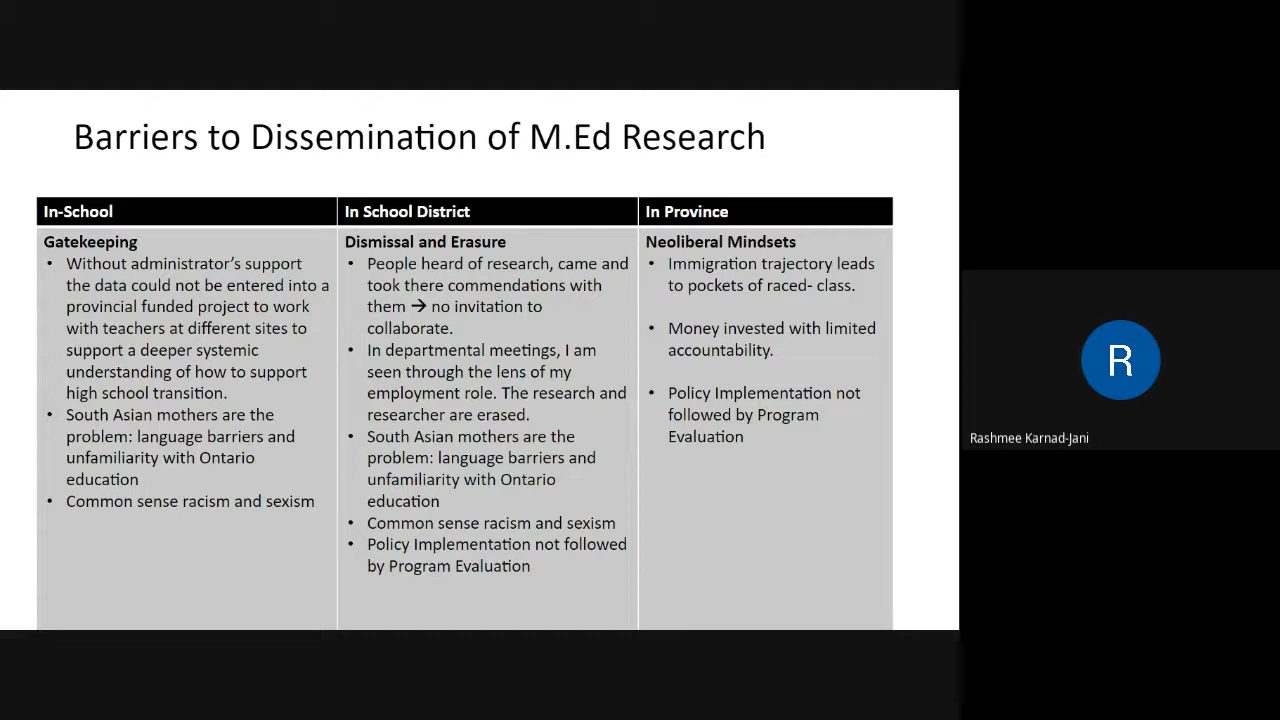 Barriers to Dissemination of M.Ed Research
In-School
Gatekeeping
• Without administrator's support
the data could not be entered into a
provincial funded project to work
with teachers at different sites to
support a deeper systemic
understanding of how to support
high school transition.
• South Asian mothers are the
problem: language barriers and
unfamiliarity with Ontario
education
• Common sense racism and sexism
In School District
Dismissal and Erasure
• People heard of research, came and
took there commendations with
them → no invitation to
collaborate.
• In departmental meetings, I am
seen through the lens of my
employment role. The research and
researcher are erased.
• South Asian mothers are the
problem: language barriers and
unfamiliarity with Ontario
education
• Common sense racism and sexism
• Policy Implementation not followed
by Program Evaluation
In Province
Neoliberal Mindsets
• Immigration trajectory leads
to pockets of raced- class.
• Money invested with limited
accountability.
• Policy Implementation not
followed by Program
Evaluation
R
Rashmee Karnad-Jani